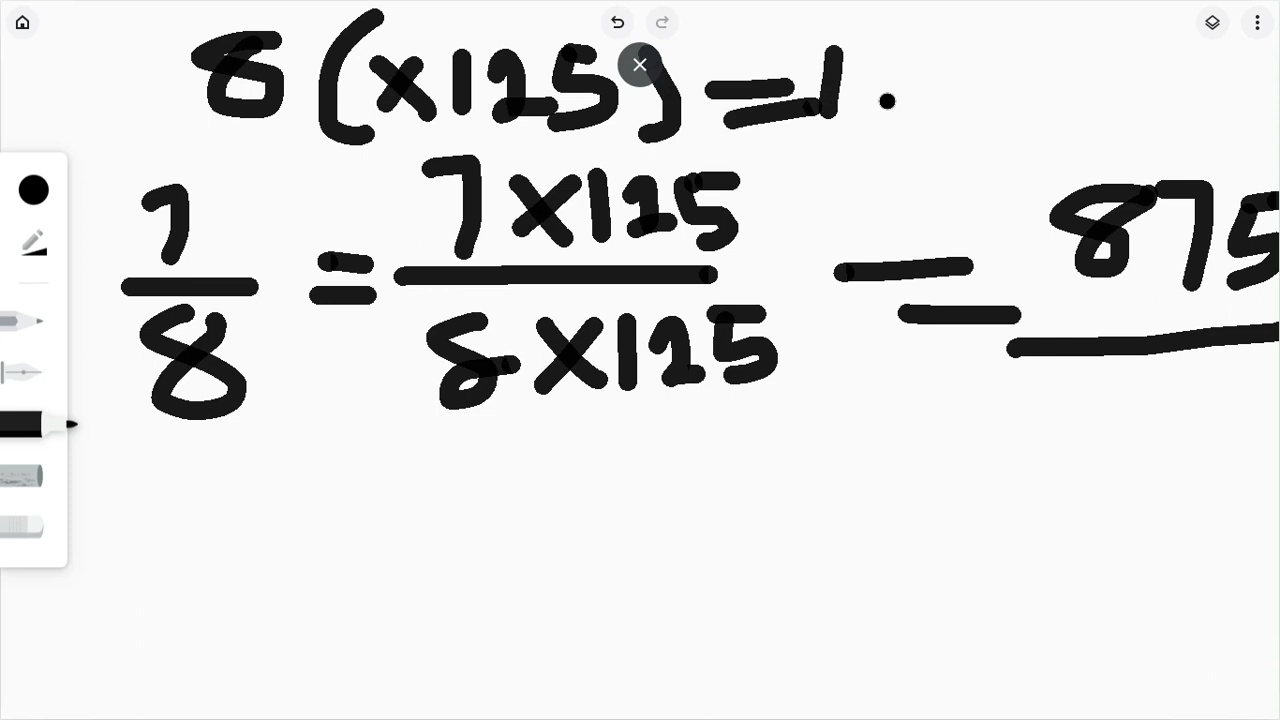 8 (×125) = 1
7/8 = 7×125/8×125 = 875